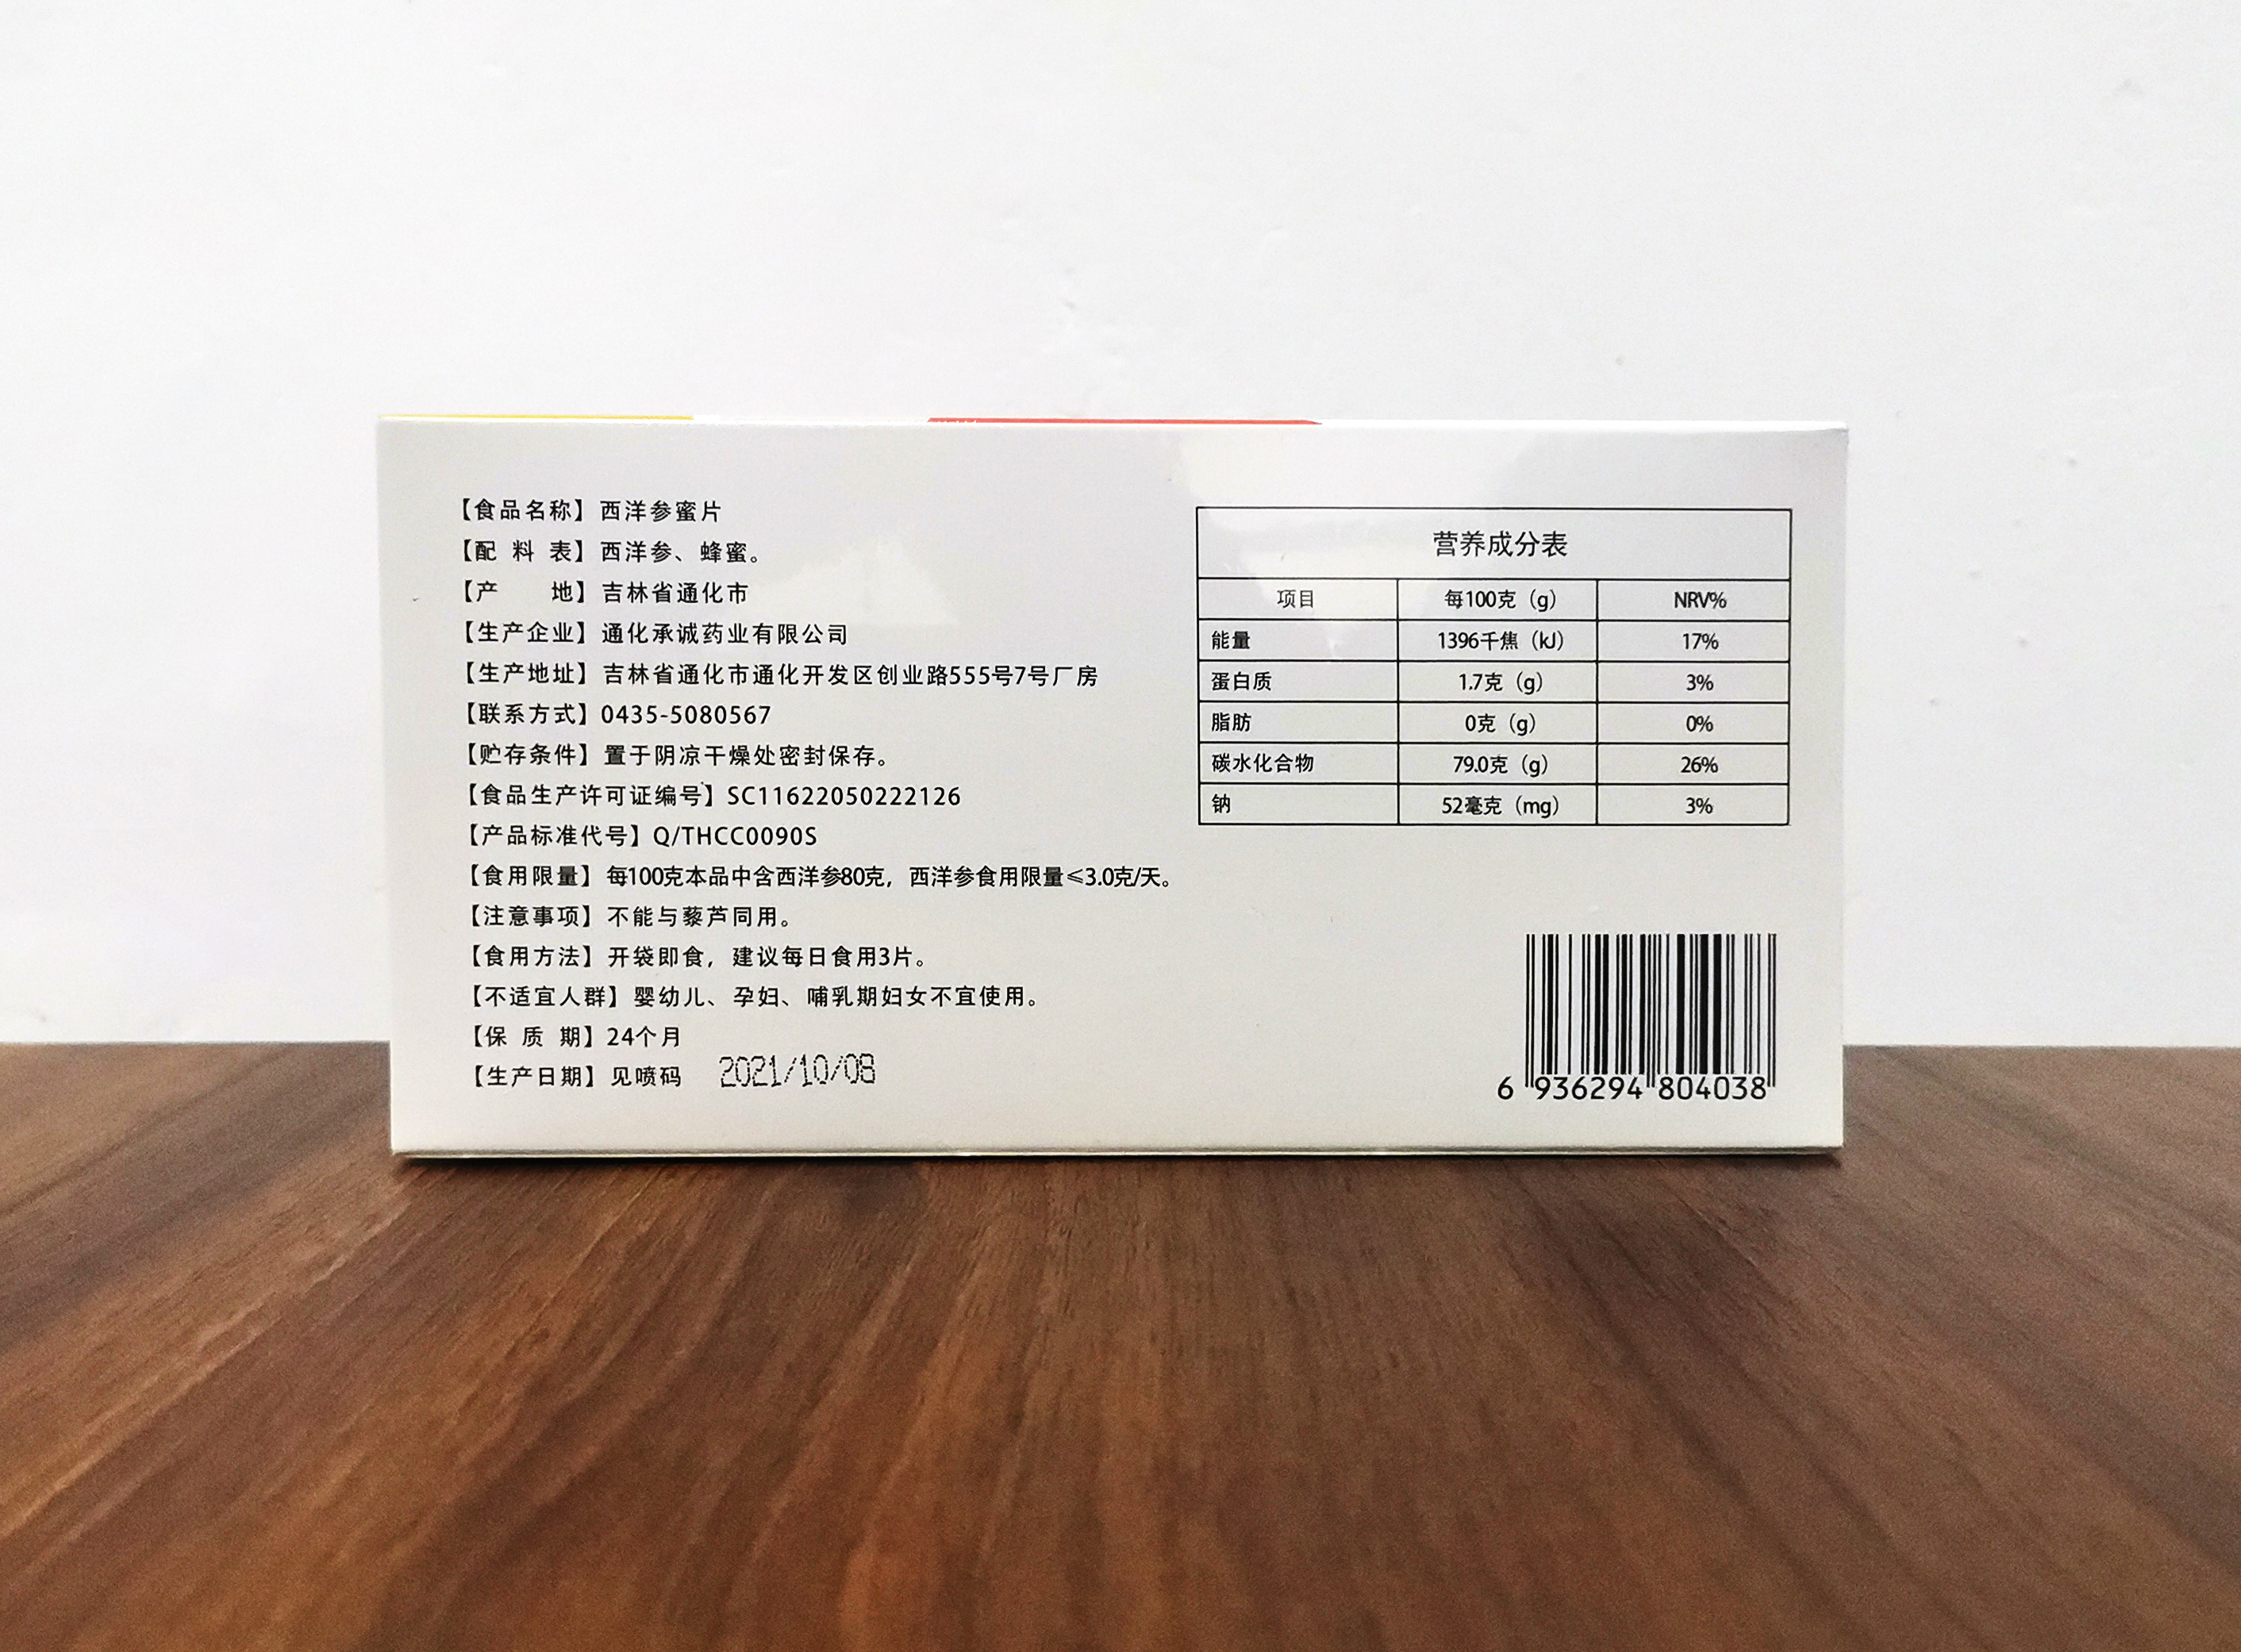 【食品名称】西洋参蜜片
【配 料 表】西洋参、蜂蜜。
【产 地】吉林省通化市
【生产企业】通化承诚药业有限公司
【生产地址】吉林省通化市通化开发区创业路555号7号厂房
【联系方式】0435-5080567
【贮存条件】置于阴凉干燥处密封保存。
【食品生产许可证编号】SC11622050222126
【产品标准代号】Q/THCC0090S
【食用限量】每100克本品中含西洋参80克，西洋参食用限量≤3.0克/天。
【注意事项】不能与藜芦同用。
【食用方法】开袋即食，建议每日食用3片。
【不适宜人群】婴幼儿、孕妇、哺乳期妇女不宜使用。
【保 质 期】24个月
【生产日期】见喷码 2021/10/08
营养成分表
项目 每100克（g） NRV%
能量 1396千焦（kJ） 17%
蛋白质 1.7克（g） 3%
脂肪 0克（g） 0%
碳水化合物 79.0克（g） 26%
钠 52毫克（mg） 3%
6 936294 804038